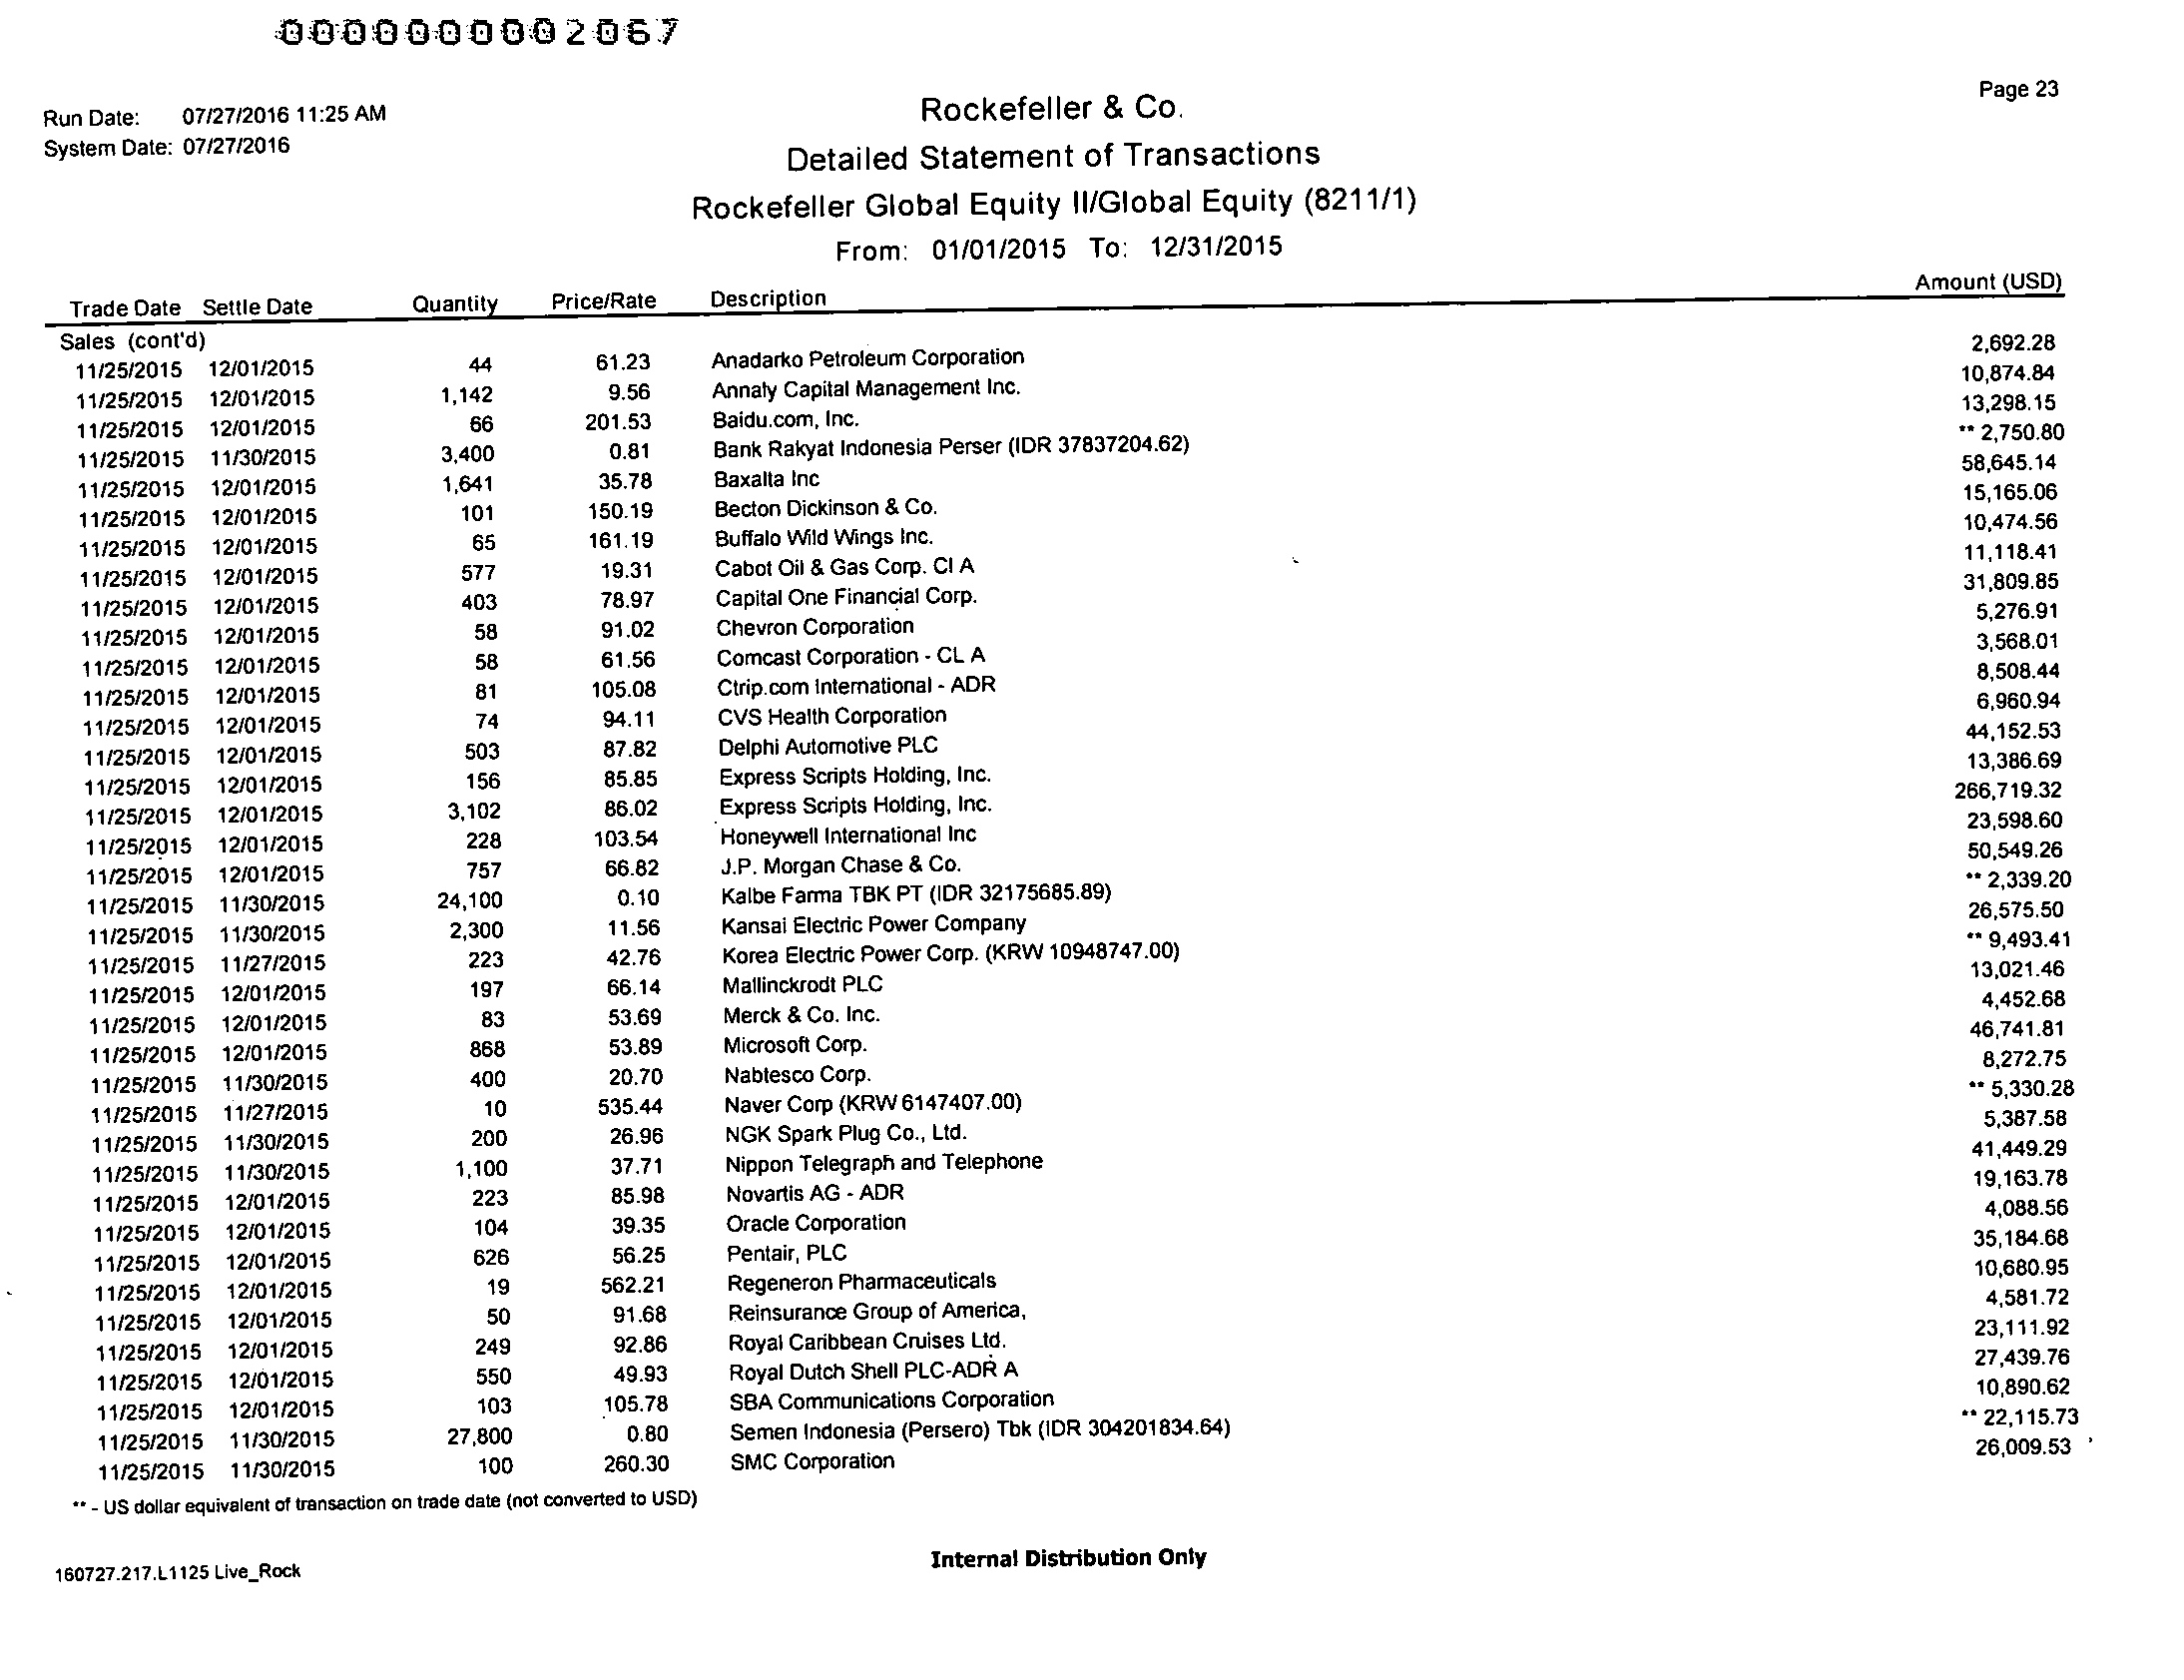 000000002067
Page 23
Run Date: 07/27/2016 11:25 AM
System Date: 07/27/2016
Rockefeller & Co.
Detailed Statement of Transactions
Rockefeller Global Equity II/Global Equity (8211/1)
From: 01/01/2015 To: 12/31/2015
Trade Date Settle Date Quantity Price/Rate Description Amount (USD)
Sales (cont'd)
11/25/2015 12/01/2015 44 61.23 Anadarko Petroleum Corporation 2,692.28
11/25/2015 12/01/2015 1,142 9.56 Annaly Capital Management Inc. 10,874.84
11/25/2015 12/01/2015 66 201.53 Baidu.com, Inc. 13,298.15
11/25/2015 11/30/2015 3,400 0.81 Bank Rakyat Indonesia Perser (IDR 37837204.62) ** 2,750.80
11/25/2015 12/01/2015 1,641 35.78 Baxalta Inc 58,645.14
11/25/2015 12/01/2015 101 150.19 Becton Dickinson & Co. 15,165.06
11/25/2015 12/01/2015 65 161.19 Buffalo Wild Wings Inc. 10,474.56
11/25/2015 12/01/2015 577 19.31 Cabot Oil & Gas Corp. Cl A 11,118.41
11/25/2015 12/01/2015 403 78.97 Capital One Financial Corp. 31,809.85
11/25/2015 12/01/2015 58 91.02 Chevron Corporation 5,276.91
11/25/2015 12/01/2015 58 61.56 Comcast Corporation - CL A 3,568.01
11/25/2015 12/01/2015 81 105.08 Ctrip.com International - ADR 8,508.44
11/25/2015 12/01/2015 74 94.11 CVS Health Corporation 6,960.94
11/25/2015 12/01/2015 503 87.82 Delphi Automotive PLC 44,152.53
11/25/2015 12/01/2015 156 85.85 Express Scripts Holding, Inc. 13,386.69
11/25/2015 12/01/2015 3,102 86.02 Express Scripts Holding, Inc. 266,719.32
11/25/2015 12/01/2015 228 103.54 Honeywell International Inc 23,598.60
11/25/2015 12/01/2015 757 66.82 J.P. Morgan Chase & Co. 50,549.26
11/25/2015 11/30/2015 24,100 0.10 Kalbe Farma TBK PT (IDR 32175685.89) ** 2,339.20
11/25/2015 11/30/2015 2,300 11.56 Kansai Electric Power Company 26,575.50
11/25/2015 11/27/2015 223 42.76 Korea Electric Power Corp. (KRW 10948747.00) ** 9,493.41
11/25/2015 12/01/2015 197 66.14 Mallinckrodt PLC 13,021.46
11/25/2015 12/01/2015 83 53.69 Merck & Co. Inc. 4,452.68
11/25/2015 12/01/2015 868 53.89 Microsoft Corp. 46,741.81
11/25/2015 11/30/2015 400 20.70 Nabtesco Corp. 8,272.75
11/25/2015 11/27/2015 10 535.44 Naver Corp (KRW 6147407.00) ** 5,330.28
11/25/2015 11/30/2015 200 26.96 NGK Spark Plug Co., Ltd. 5,387.58
11/25/2015 11/30/2015 1,100 37.71 Nippon Telegraph and Telephone 41,449.29
11/25/2015 12/01/2015 223 85.98 Novartis AG - ADR 19,163.78
11/25/2015 12/01/2015 104 39.35 Oracle Corporation 4,088.56
11/25/2015 12/01/2015 626 56.25 Pentair, PLC 35,184.68
11/25/2015 12/01/2015 19 562.21 Regeneron Pharmaceuticals 10,680.95
11/25/2015 12/01/2015 50 91.68 Reinsurance Group of America, 4,581.72
11/25/2015 12/01/2015 249 92.86 Royal Caribbean Cruises Ltd. 23,111.92
11/25/2015 12/01/2015 550 49.93 Royal Dutch Shell PLC-ADR A 27,439.76
11/25/2015 12/01/2015 103 105.78 SBA Communications Corporation 10,890.62
11/25/2015 11/30/2015 27,800 0.80 Semen Indonesia (Persero) Tbk (IDR 304201834.64) ** 22,115.73
11/25/2015 11/30/2015 100 260.30 SMC Corporation 26,009.53
** - US dollar equivalent of transaction on trade date (not converted to USD)
Internal Distribution Only
160727.217.L1125 Live_Rock